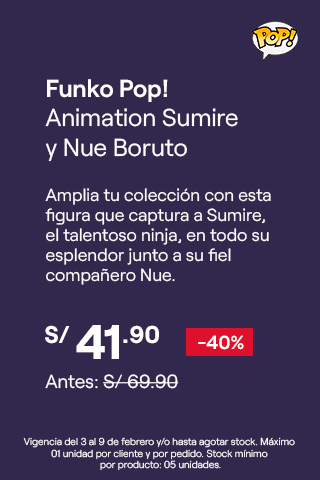 POP!
Funko Pop!
Animation Sumire
y Nue Boruto
Amplia tu colección con esta
figura que captura a Sumire,
el talentoso ninja, en todo su
esplendor junto a su fiel
compañero Nue.
S/ 41.90
-40%
Antes: S/ 69.90
Vigencia del 3 al 9 de febrero y/o hasta agotar stock. Máximo
01 unidad por cliente y por pedido. Stock mínimo
por producto: 05 unidades.